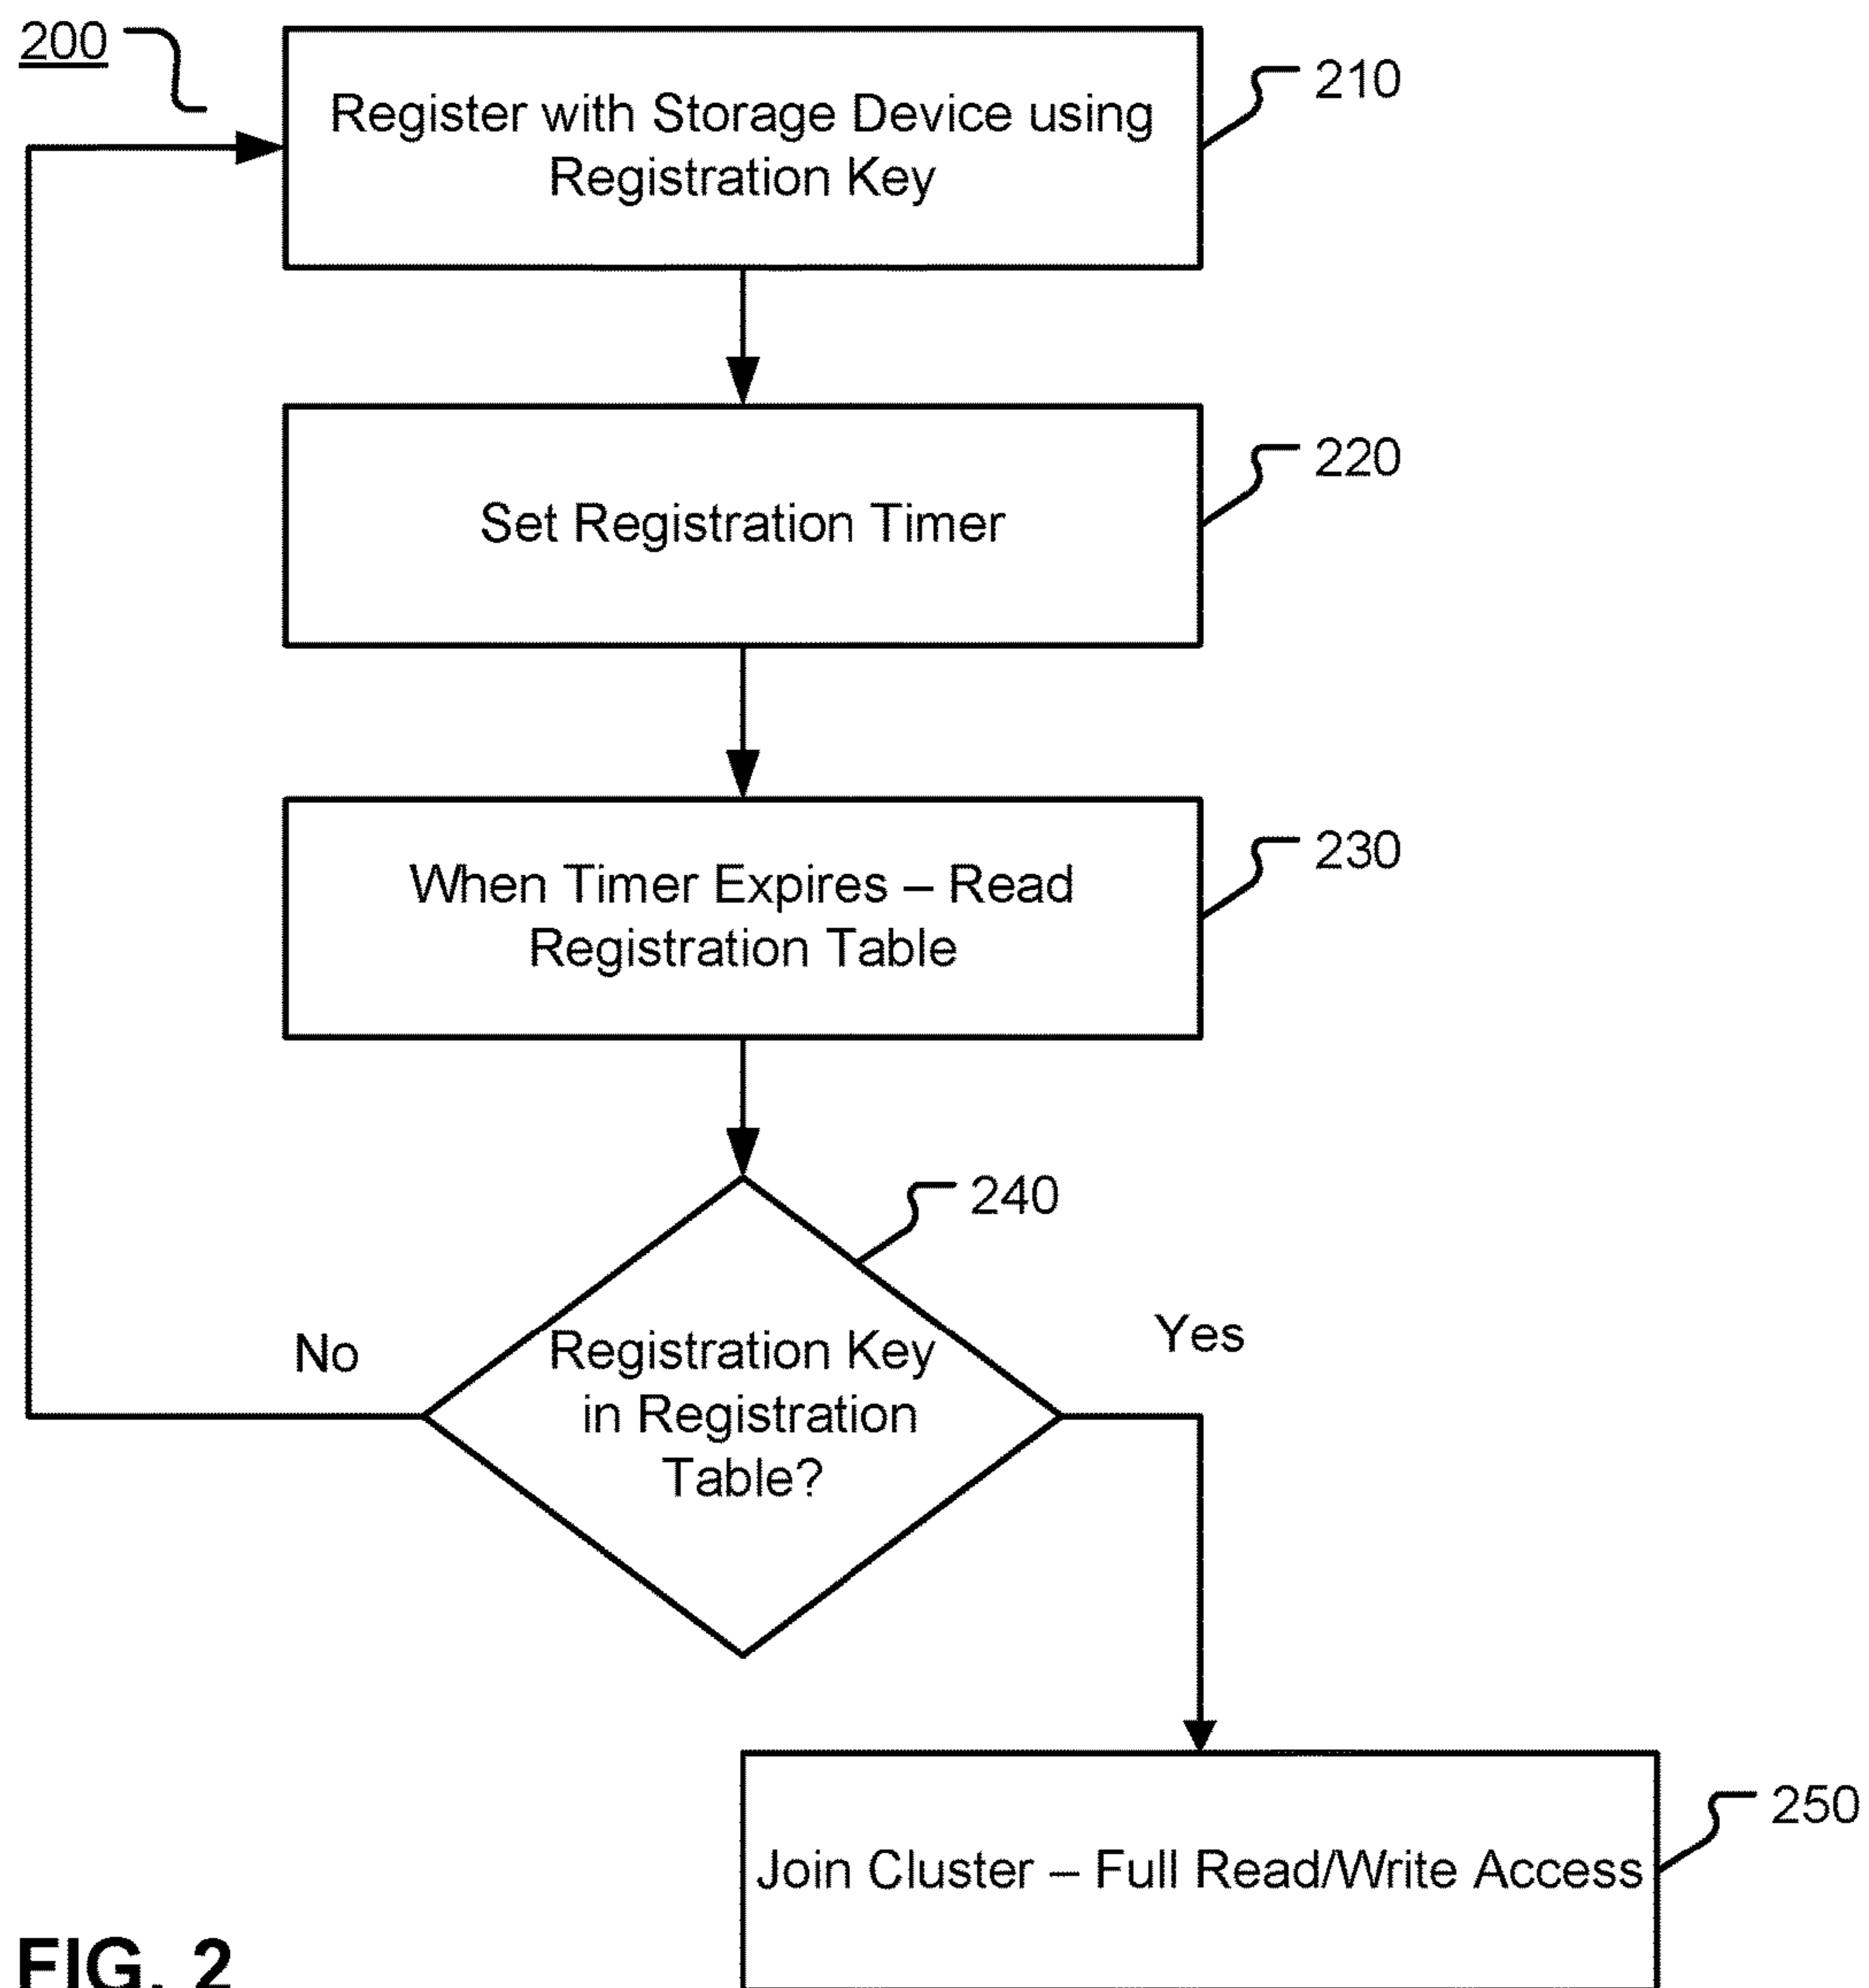 200
Register with Storage Device using
Registration Key
210
Set Registration Timer
220
When Timer Expires – Read
Registration Table
230
240
Registration Key
in Registration
Table?
No
Yes
Join Cluster – Full Read/Write Access
250
FIG. 2